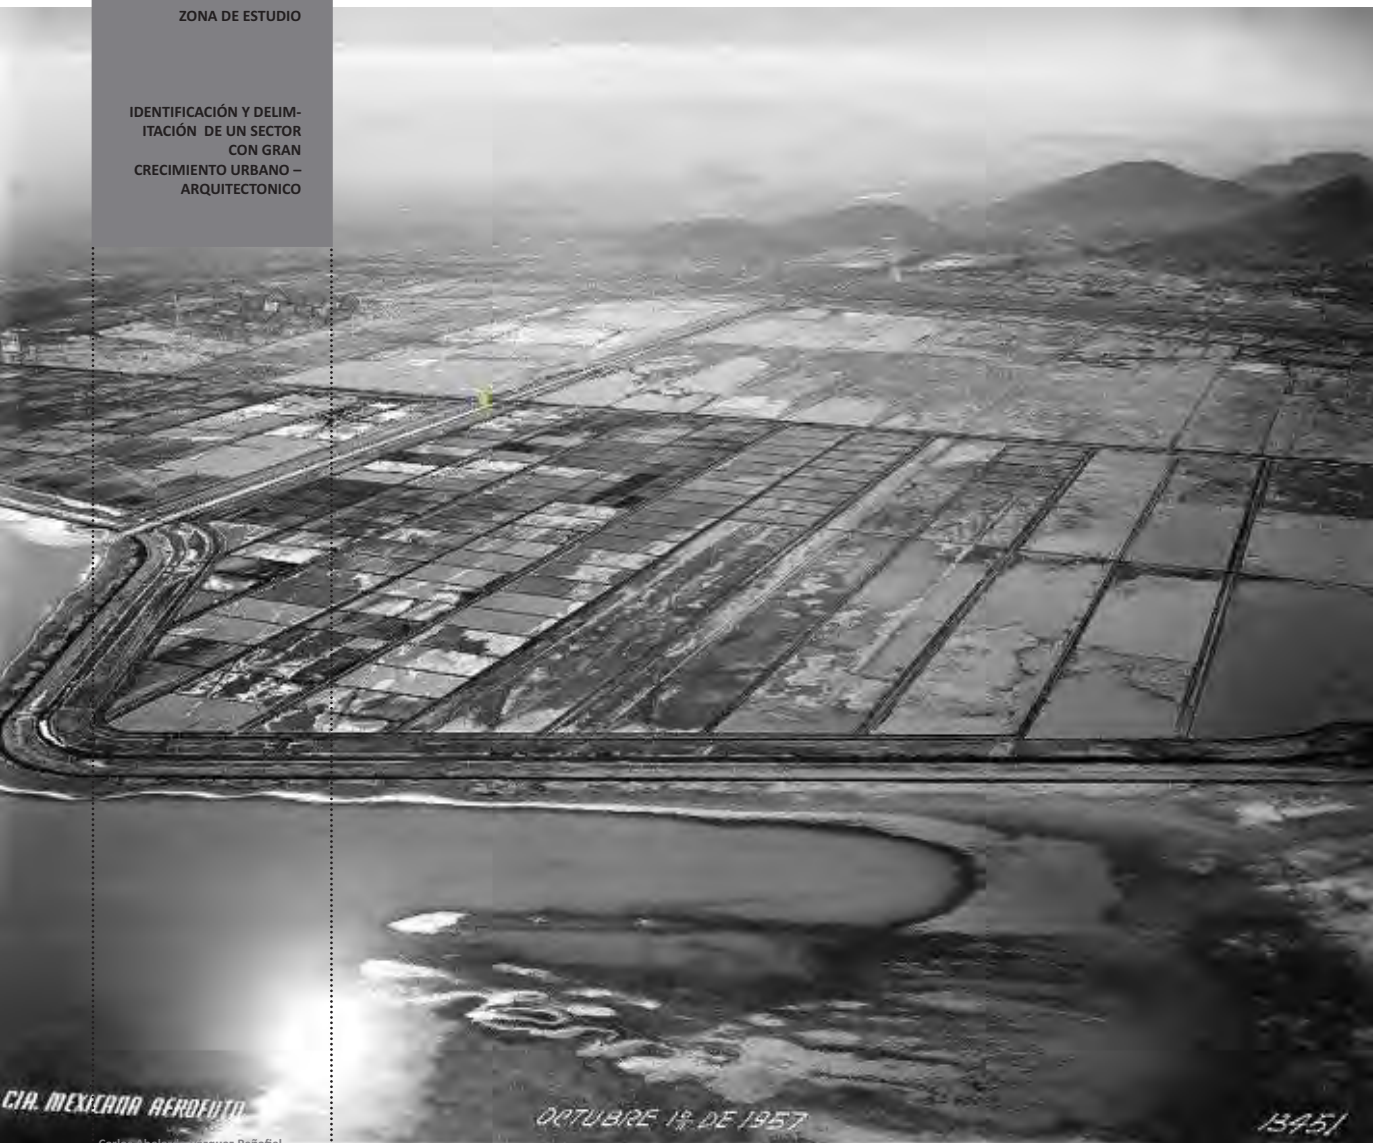 ZONA DE ESTUDIO
IDENTIFICACIÓN Y DELIM-
ITACIÓN DE UN SECTOR
CON GRAN
CRECIMIENTO URBANO –
ARQUITECTONICO
CIA. MEXICANA AEROFOTO
OCTUBRE 1º DE 1957
13451